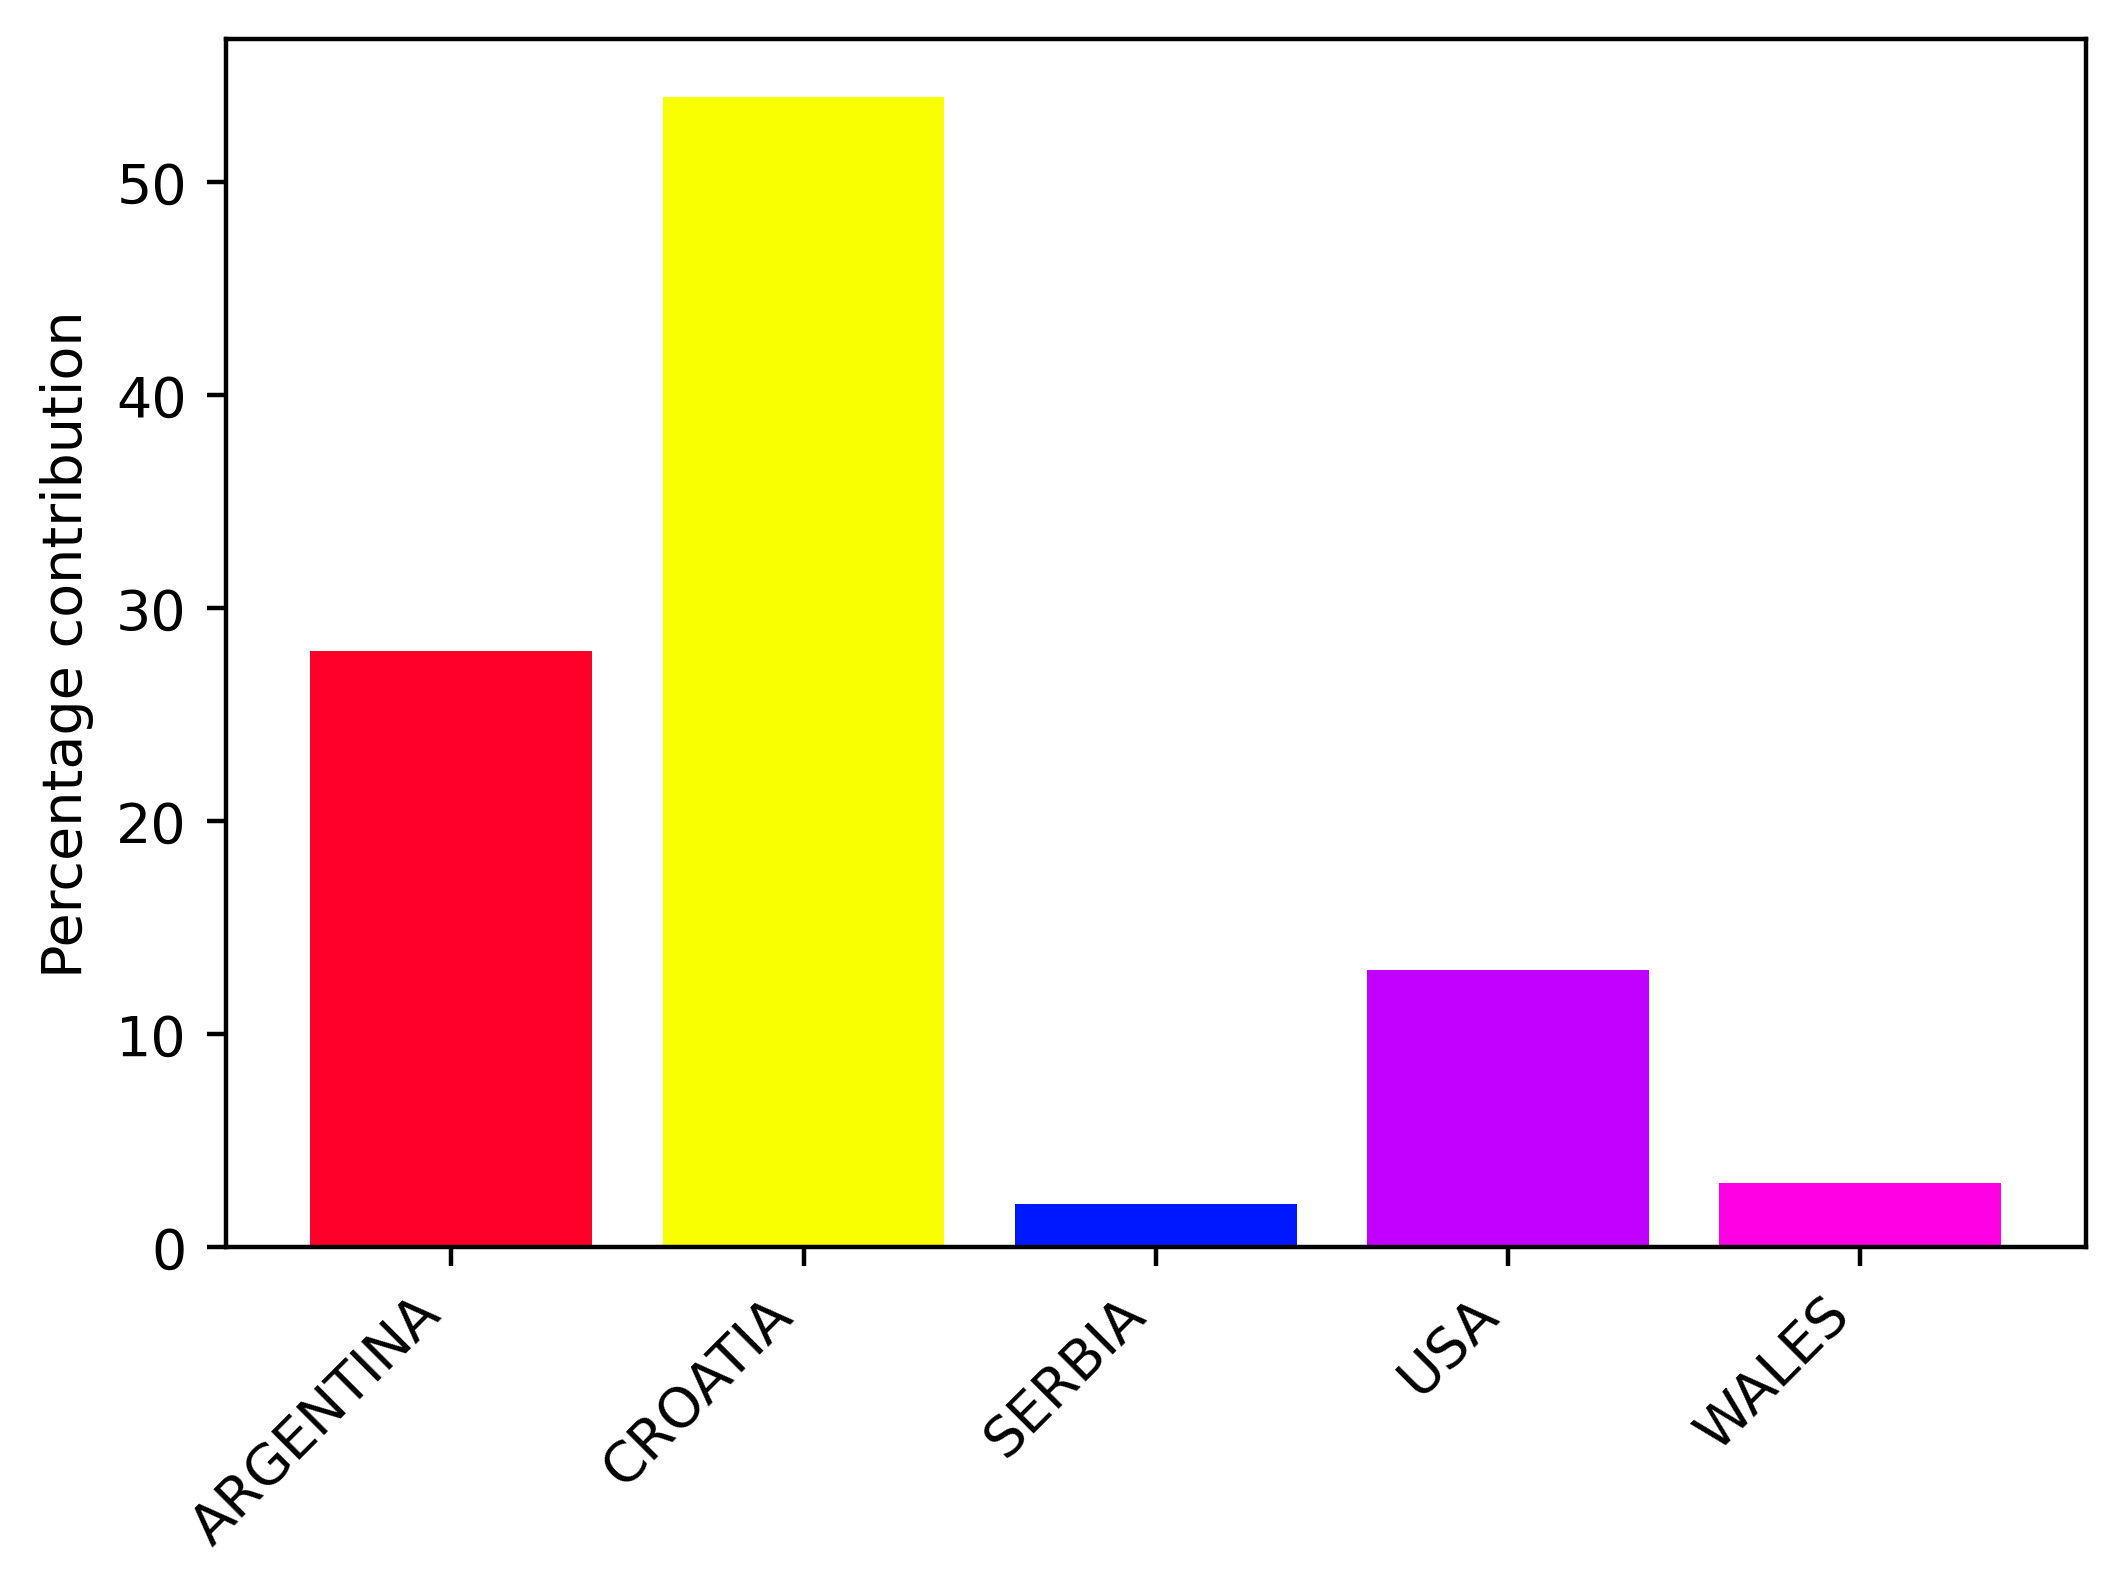 Percentage contribution
50
40
30
20
10
0
ARGENTINA
CROATIA
SERBIA
USA
WALES